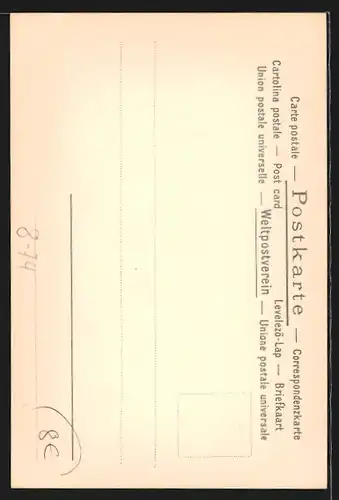 Carte postale — Postkarte — Correspondenzkarte
Cartolina postale — Post card Levelező-Lap — Briefkaart
Union postale universelle — Weltpostverein — Unione postale universale
8-74
8€